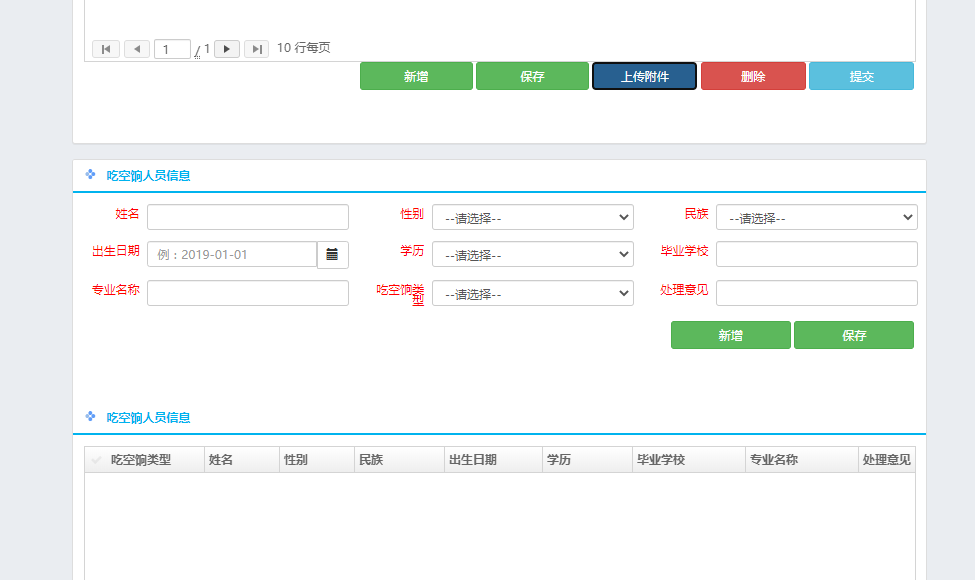 1 / 1 10 行每页
新增 保存 上传附件 删除 提交
吃空饷人员信息
姓名 性别 --请选择-- 民族 --请选择--
出生日期 例：2019-01-01 学历 --请选择-- 毕业学校
专业名称 吃空饷类型 --请选择-- 处理意见
新增 保存
吃空饷人员信息
吃空饷类型 姓名 性别 民族 出生日期 学历 毕业学校 专业名称 处理意见